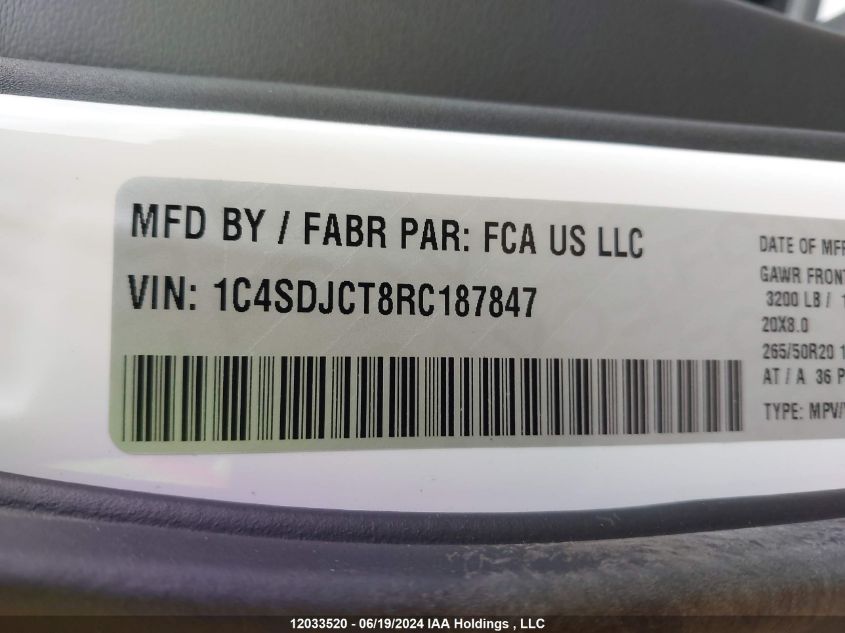 MFD BY / FABR PAR: FCA US LLC
VIN: 1C4SDJCT8RC187847
DATE OF MFR
GAWR FRONT
3200 LB /
20X8.0
265/50R20
AT / A 36
TYPE: MPV/
12033520 - 06/19/2024 IAA Holdings , LLC